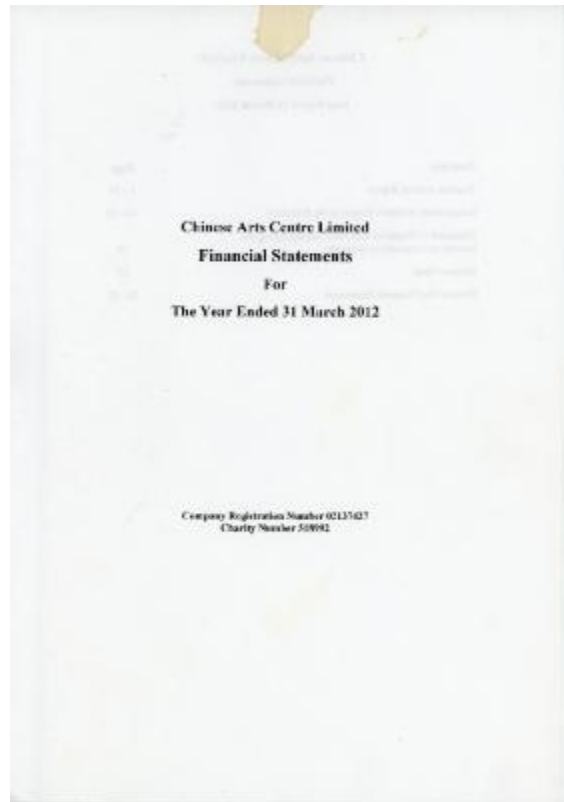 Chinese Arts Centre Limited
Financial Statements
For
The Year Ended 31 March 2012
Company Registration Number 02137427
Charity Number 518992